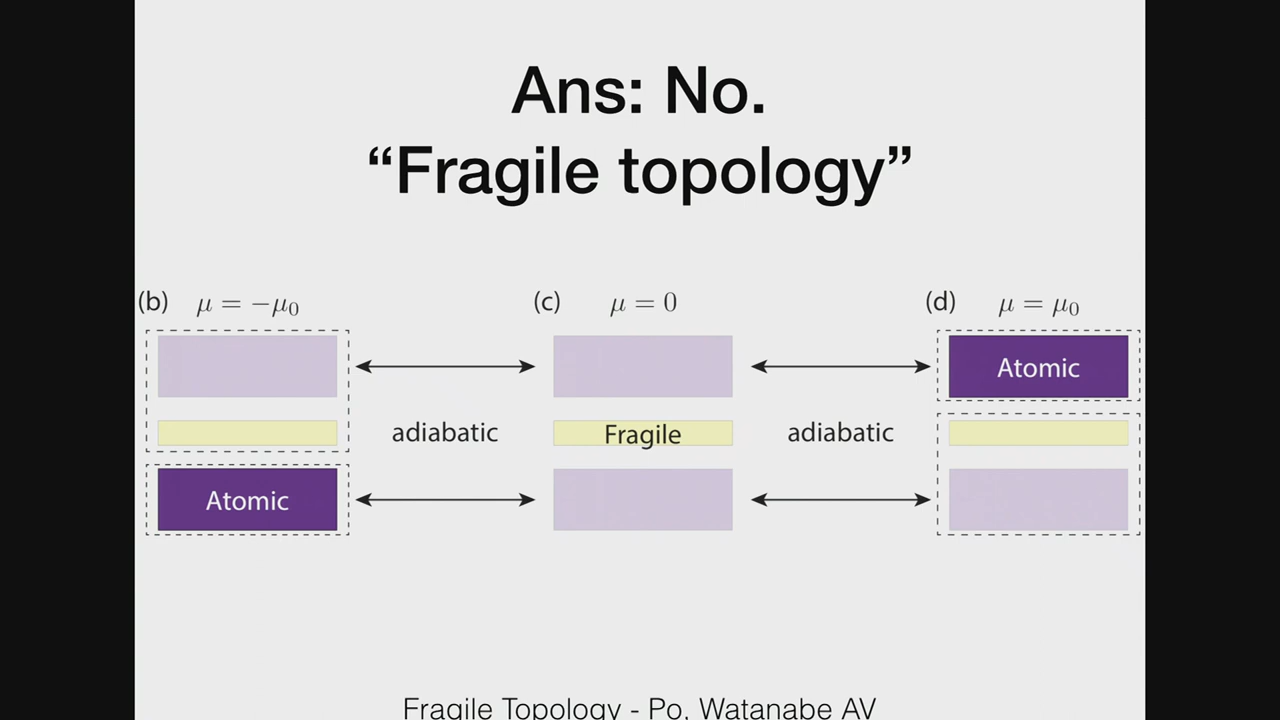 Ans: No.
“Fragile topology”
(b) μ = −μ₀
(c) μ = 0
(d) μ = μ₀
Atomic
adiabatic
Fragile
adiabatic
Atomic
Fragile Topology - Po, Watanabe AV